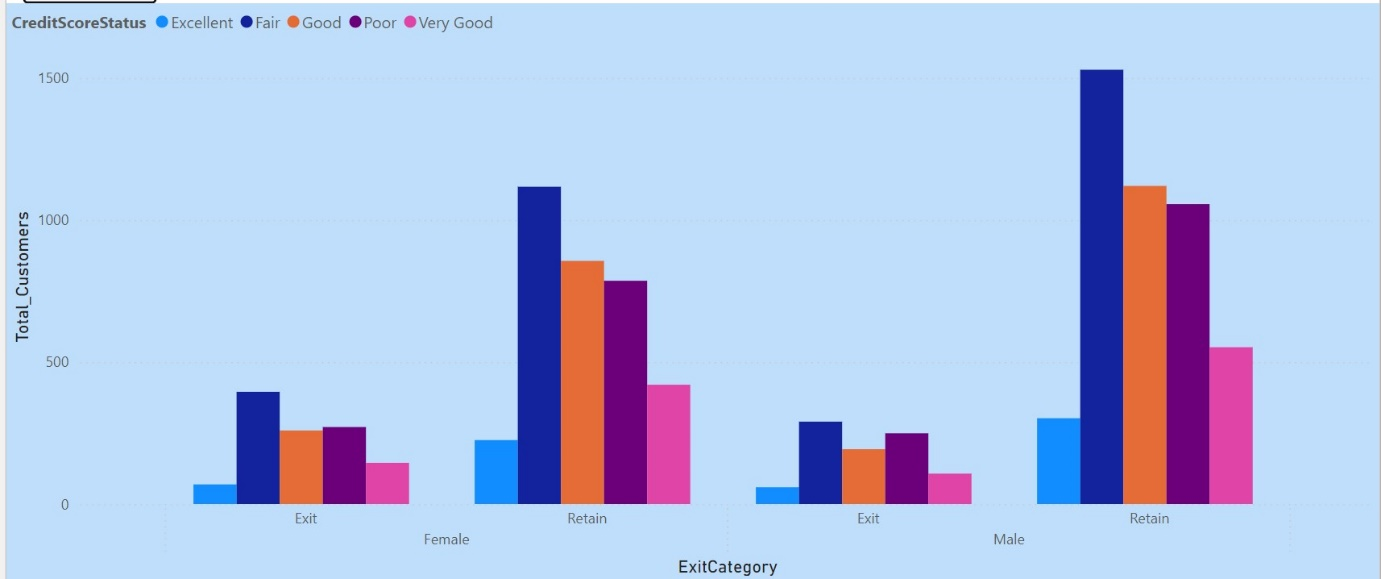 CreditScoreStatus Excellent Fair Good Poor Very Good
1500
1000
500
0
Total_Customers
Exit Retain Exit Retain
Female Male
ExitCategory